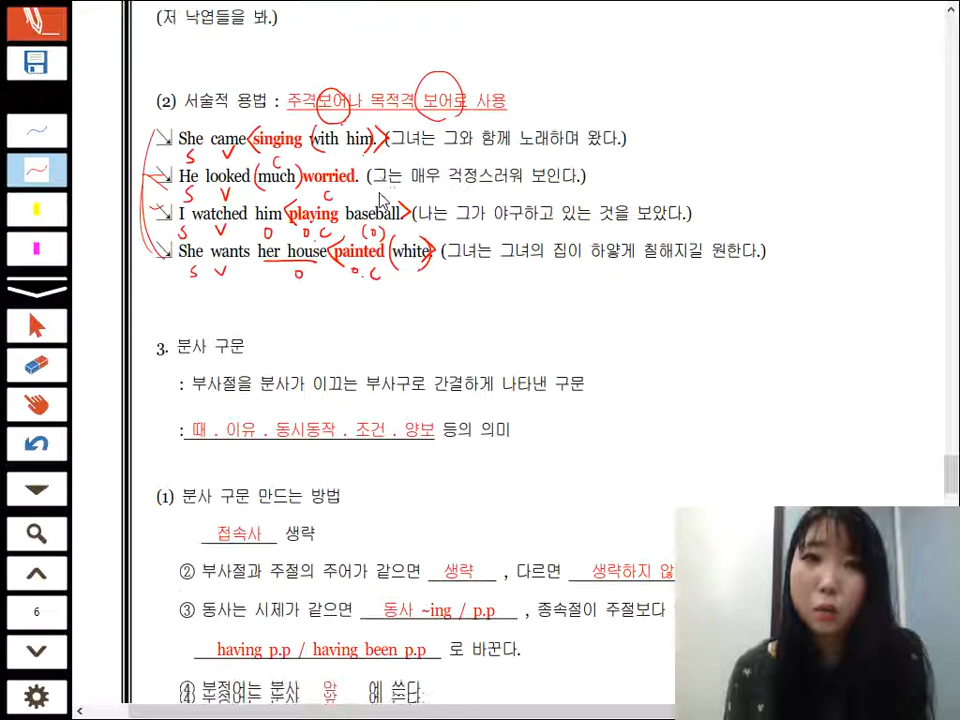 (저 낙엽들을 봐.)
(2) 서술적 용법 : 주격보어나 목적격 보어로 사용
She came singing with him. (그녀는 그와 함께 노래하며 왔다.)
S V C
He looked much worried. (그는 매우 걱정스러워 보인다.)
S V C
I watched him playing baseball. (나는 그가 야구하고 있는 것을 보았다.)
S V O O C (O)
She wants her house painted white. (그녀는 그녀의 집이 하얗게 칠해지길 원한다.)
S V O O.C
3. 분사 구문
: 부사절을 분사가 이끄는 부사구로 간결하게 나타낸 구문
: 때 . 이유 . 동시동작 . 조건 . 양보 등의 의미
(1) 분사 구문 만드는 방법
접속사 생략
② 부사절과 주절의 주어가 같으면 생략 , 다르면 생략하지 않
③ 동사는 시제가 같으면 동사 ~ing / p.p , 종속절이 주절보다
having p.p / having been p.p 로 바꾼다.
④ 부정어는 분사 앞 에 쓴다.
6